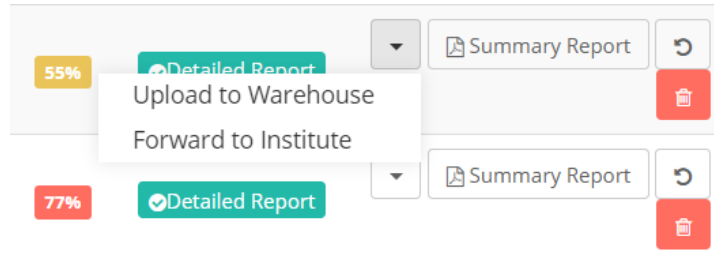 55%
Detailed Report
Summary Report
Upload to Warehouse
Forward to Institute
77%
Detailed Report
Summary Report